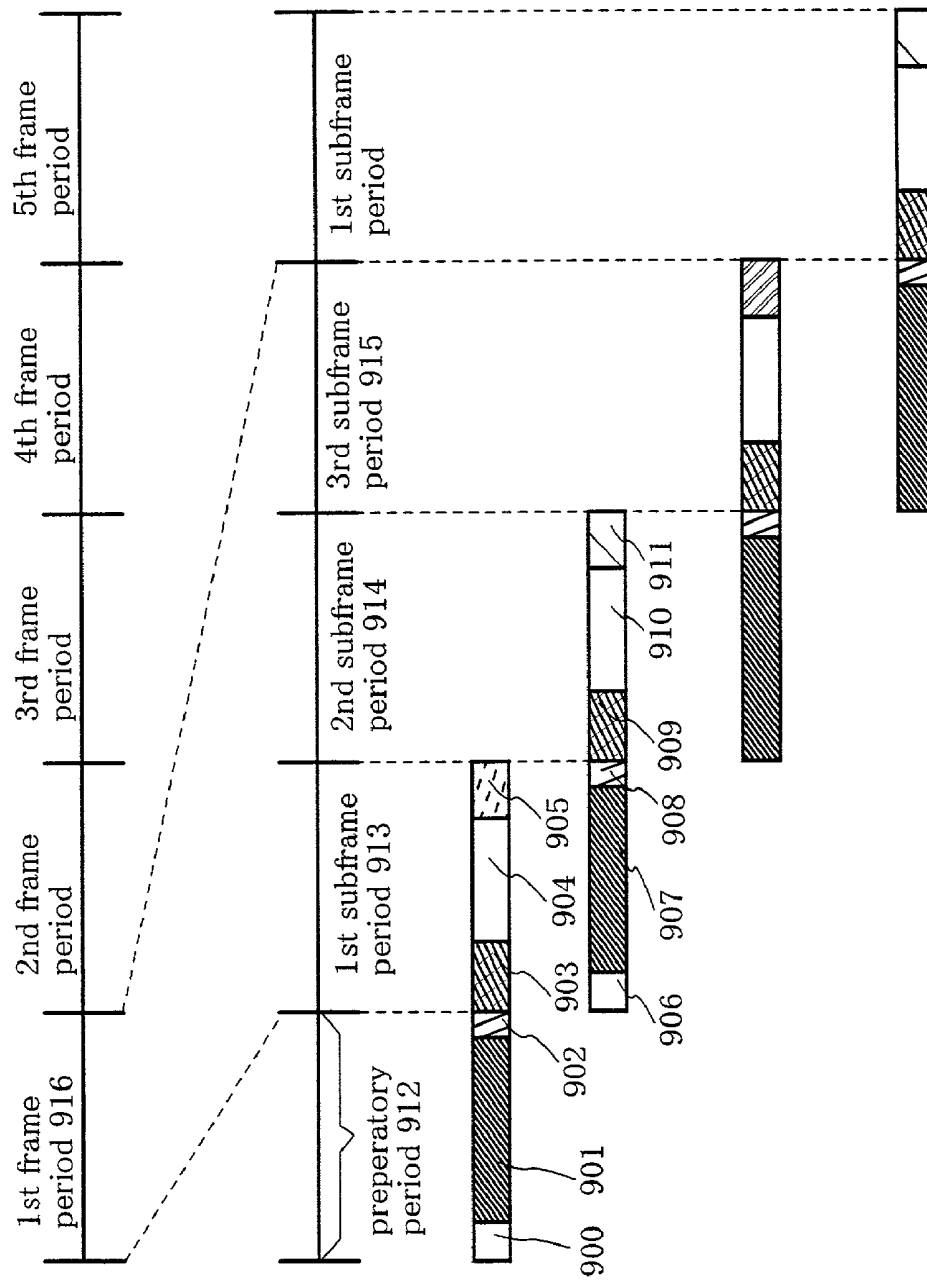 1st frame
period 916
2nd frame
period
3rd frame
period
4th frame
period
5th frame
period
preperatory
period 912
1st subframe
period 913
2nd subframe
period 914
3rd subframe
period 915
1st subframe
period
900
901
902
903
904
905
906
907
908
909
910
911